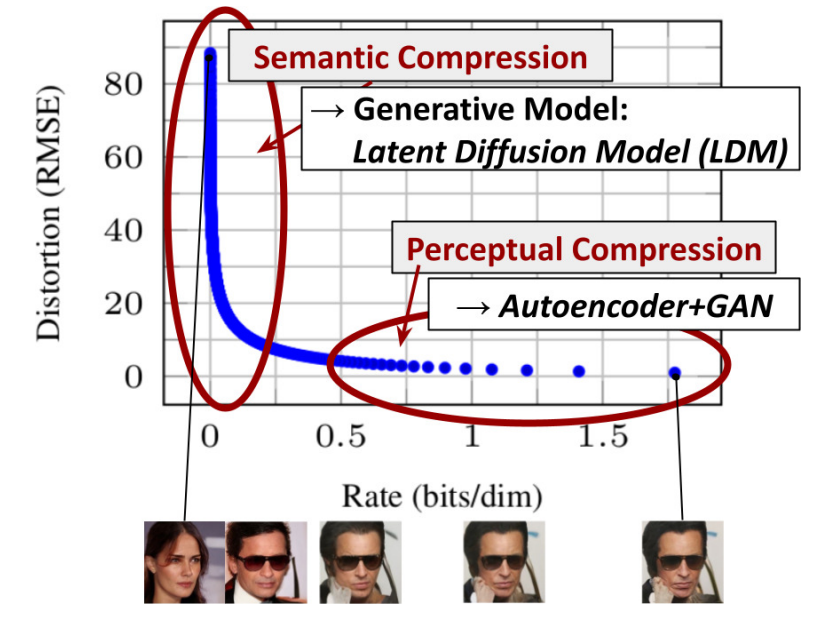 Semantic Compression
→ Generative Model:
Latent Diffusion Model (LDM)
Perceptual Compression
→ Autoencoder+GAN
Distortion (RMSE)
80
60
40
20
0
0 0.5 1 1.5
Rate (bits/dim)